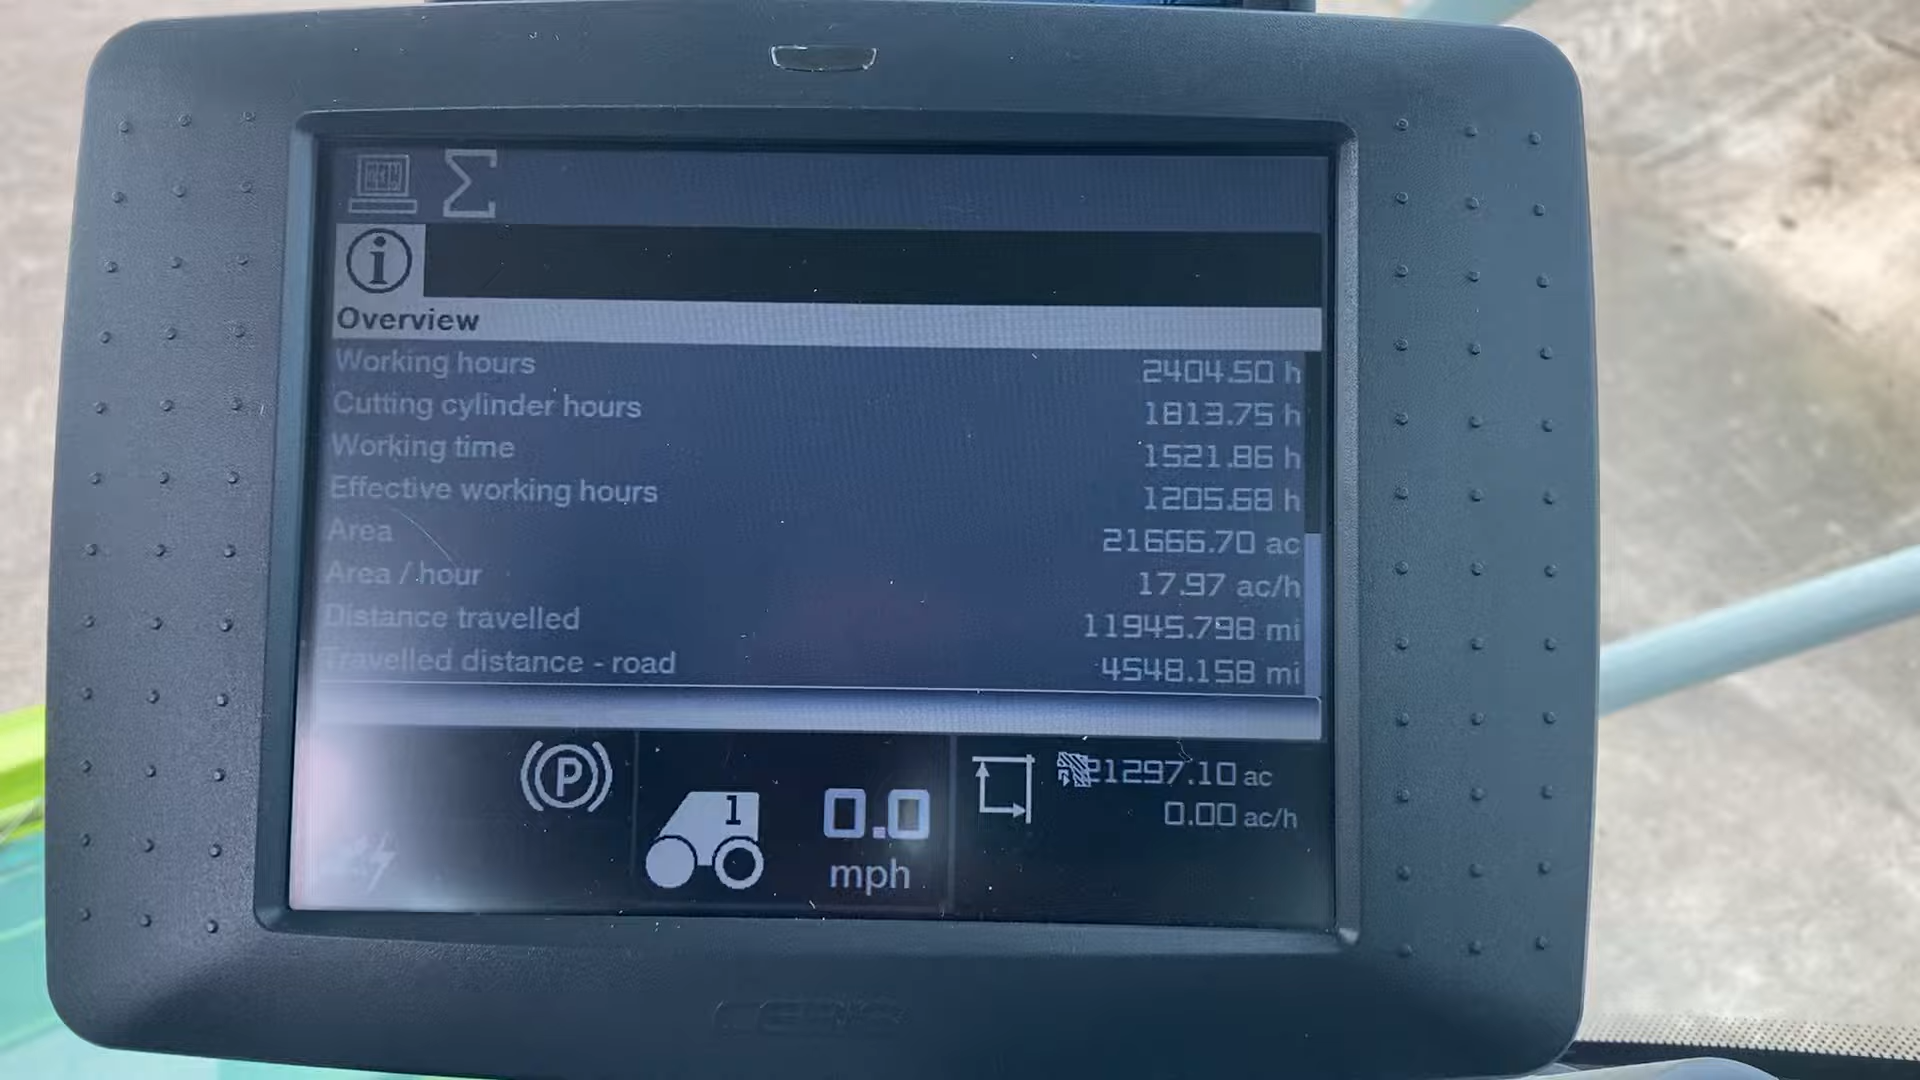 Overview
Working hours 2404.50 h
Cutting cylinder hours 1813.75 h
Working time 1521.86 h
Effective working hours 1205.68 h
Area 21666.70 ac
Area / hour 17.97 ac/h
Distance travelled 11945.798 mi
Travelled distance - road 4548.158 mi
P
1
0.0
mph
21297.10 ac
0.00 ac/h
CEBIS